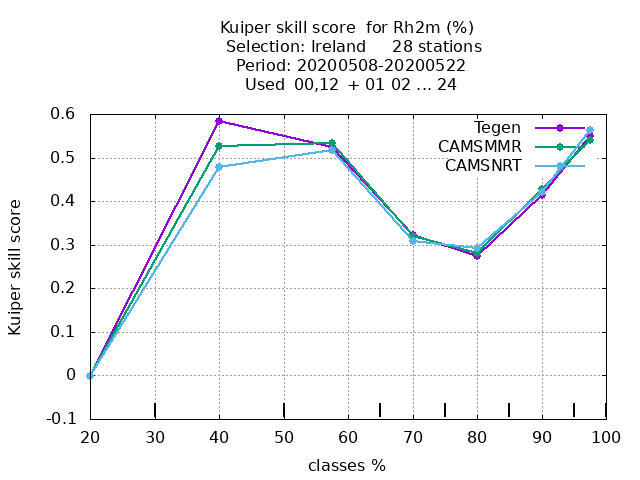 Kuiper skill score  for Rh2m (%)
Selection: Ireland     28 stations
Period: 20200508-20200522
Used  00,12  + 01 02 ... 24
Tegen
CAMSMMR
CAMSNRT
Kuiper skill score
0.6
0.5
0.4
0.3
0.2
0.1
0
-0.1
20 30 40 50 60 70 80 90 100
classes %